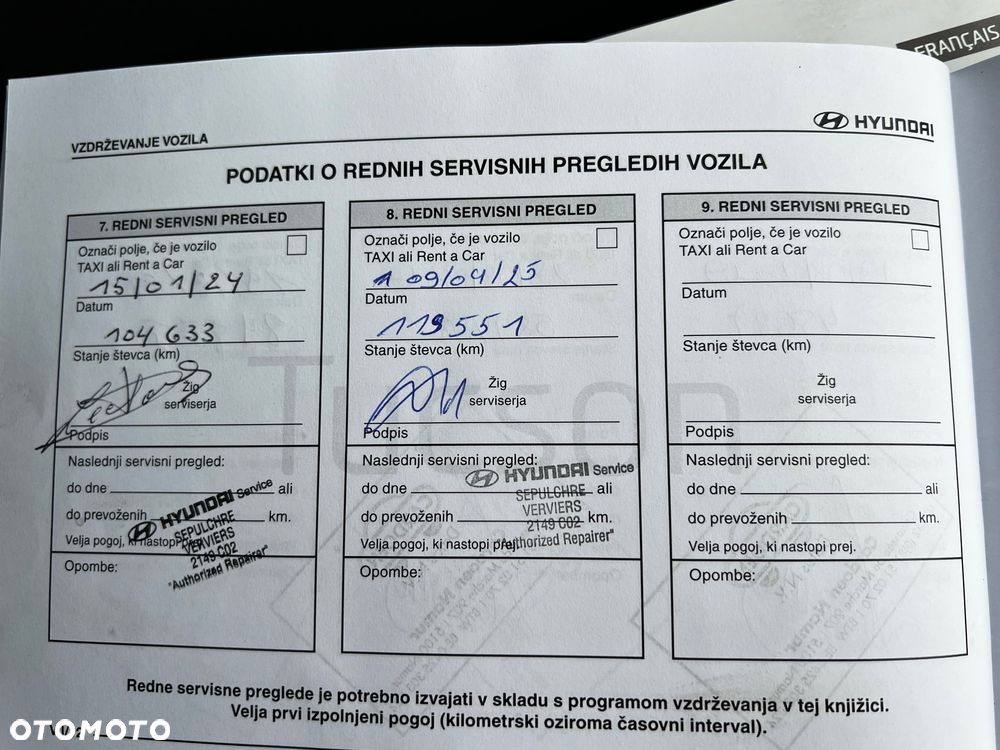 FRANÇAIS
VZDRŽEVANJE VOZILA
HYUNDAI
PODATKI O REDNIH SERVISNIH PREGLEDIH VOZILA
7. REDNI SERVISNI PREGLED
Označi polje, če je vozilo
TAXI ali Rent a Car
15/01/24
Datum
104 633
Stanje števca (km)
Žig
serviserja
Podpis
Naslednji servisni pregled:
do dne ali
do prevoženih km.
Velja pogoj, ki nastopi prej.
HYUNDAI Service
SEPULCHRE
VERVIERS
2149 C02
"Authorized Repairer"
Opombe:
8. REDNI SERVISNI PREGLED
Označi polje, če je vozilo
TAXI ali Rent a Car
09/04/25
Datum
119551
Stanje števca (km)
Žig
serviserja
Podpis
Naslednji servisni pregled:
HYUNDAI Service
do dne ali
SEPULCHRE
VERVIERS
do prevoženih km.
2149 C02
Velja pogoj, ki nastopi prej.
"Authorized Repairer"
Opombe:
9. REDNI SERVISNI PREGLED
Označi polje, če je vozilo
TAXI ali Rent a Car
Datum
Stanje števca (km)
Žig
serviserja
Podpis
Naslednji servisni pregled:
do dne ali
do prevoženih km.
Velja pogoj, ki nastopi prej.
Opombe:
Tucson
Redne servisne preglede je potrebno izvajati v skladu s programom vzdrževanja v tej knjižici.
Velja prvi izpolnjeni pogoj (kilometrski oziroma časovni interval).
OTOMOTO